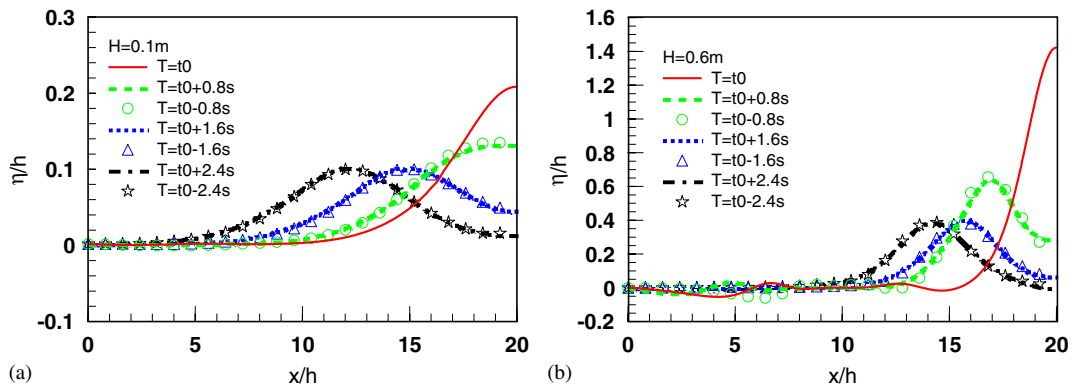 0.3
0.2
0.1
0
-0.1
η/h
H=0.1m
T=t0
T=t0+0.8s
T=t0-0.8s
T=t0+1.6s
T=t0-1.6s
T=t0+2.4s
T=t0-2.4s
0 5 10 15 20
x/h
(a)
1.6
1.4
1.2
1
0.8
0.6
0.4
0.2
0
-0.2
η/h
H=0.6m
T=t0
T=t0+0.8s
T=t0-0.8s
T=t0+1.6s
T=t0-1.6s
T=t0+2.4s
T=t0-2.4s
0 5 10 15 20
x/h
(b)